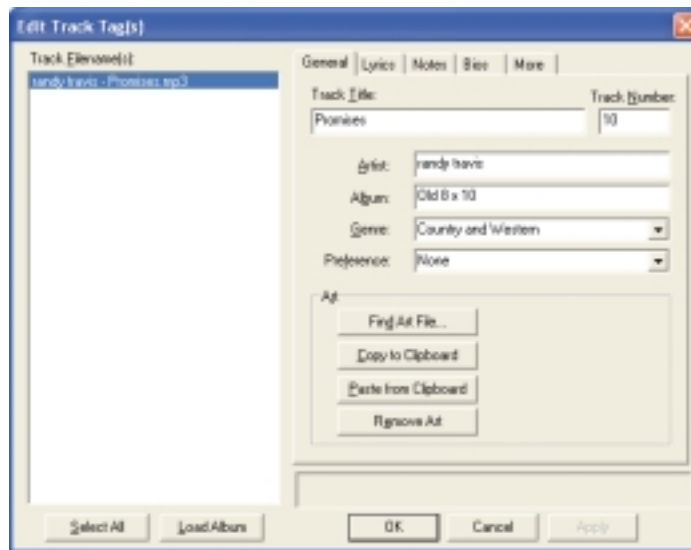 Edit Track Tag(s)
Track Filename(s):
randy travis - Promises.mp3
General Lyrics Notes Bios More
Track Title: Track Number:
Promises 10
Artist: randy travis
Album: Old 8 x 10
Genre: Country and Western
Preference: None
Art
Find Art File...
Copy to Clipboard
Paste from Clipboard
Remove Art
Select All Load Album OK Cancel Apply